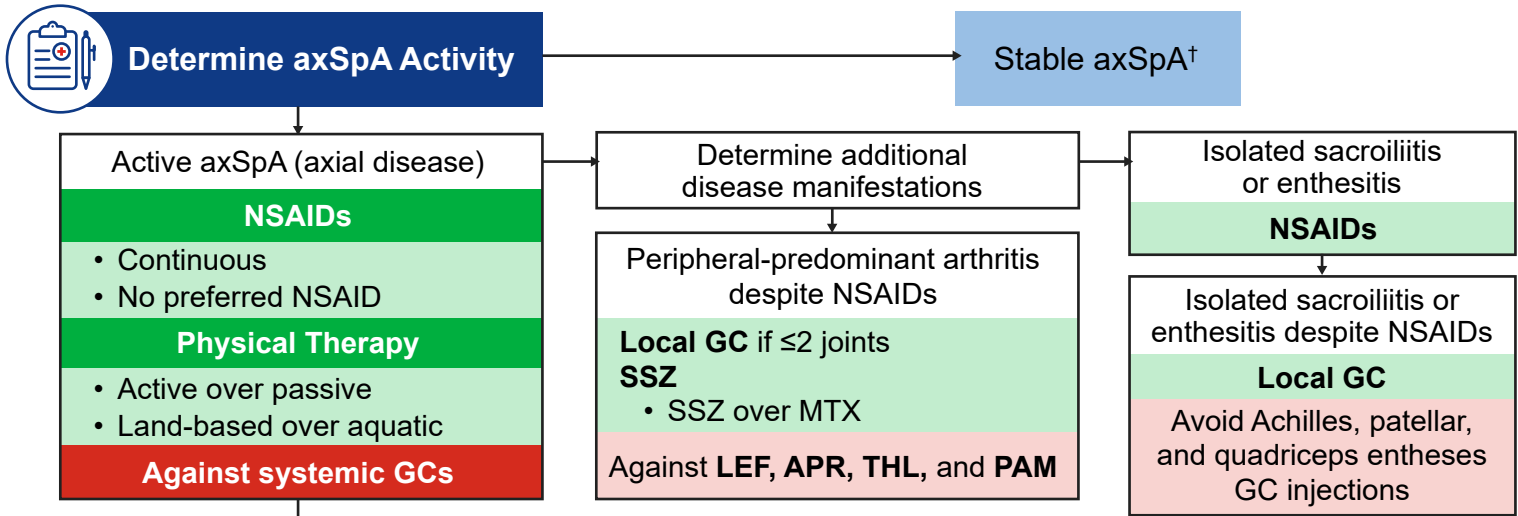 Determine axSpA Activity
Stable axSpA†
Active axSpA (axial disease)
NSAIDs
• Continuous
• No preferred NSAID
Physical Therapy
• Active over passive
• Land-based over aquatic
Against systemic GCs
Determine additional
disease manifestations
Peripheral-predominant arthritis
despite NSAIDs
Local GC if ≤2 joints
SSZ
• SSZ over MTX
Against LEF, APR, THL, and PAM
Isolated sacroiliitis
or enthesitis
NSAIDs
Isolated sacroiliitis or
enthesitis despite NSAIDs
Local GC
Avoid Achilles, patellar,
and quadriceps entheses
GC injections